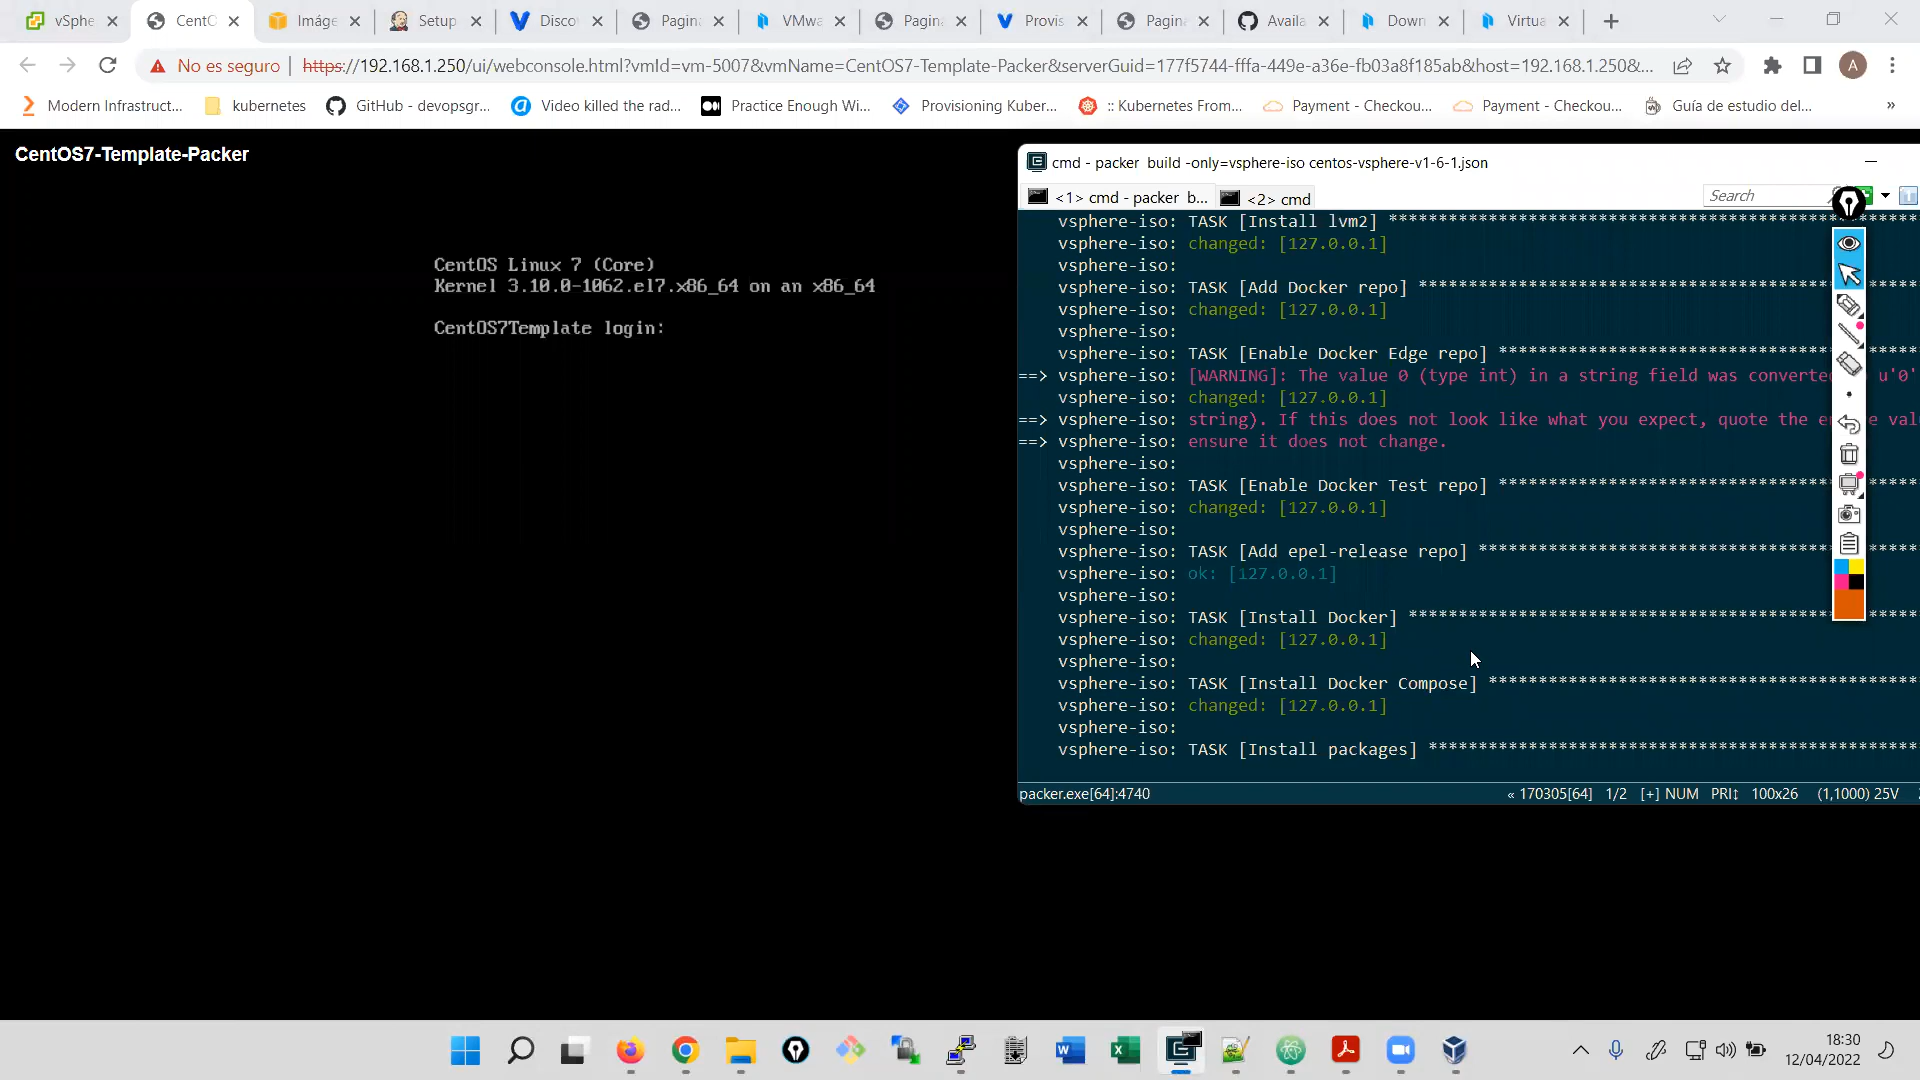 vSphe
CentO
Imáge
Setup
Disco
Pagina
VMwa
Pagina
Provis
Pagina
Availa
Down
Virtua
No es seguro
https://192.168.1.250/ui/webconsole.html?vmId=vm-5007&vmName=CentOS7-Template-Packer&serverGuid=177f5744-fffa-449e-a36e-fb03a8f185ab&host=192.168.1.250&...
A
Modern Infrastruct...
kubernetes
GitHub - devopsgr...
Video killed the rad...
Practice Enough Wi...
Provisioning Kuber...
:: Kubernetes From...
Payment - Checkou...
Payment - Checkou...
Guía de estudio del...
»
CentOS7-Template-Packer
CentOS Linux 7 (Core)
Kernel 3.10.0-1062.el7.x86_64 on an x86_64
CentOS7Template login:
cmd - packer build -only=vsphere-iso centos-vsphere-v1-6-1.json
<1> cmd - packer b...
<2> cmd
Search
vsphere-iso: TASK [Install lvm2] **************************************************
vsphere-iso: changed: [127.0.0.1]
vsphere-iso:
vsphere-iso: TASK [Add Docker repo] **************************************************
vsphere-iso: changed: [127.0.0.1]
vsphere-iso:
vsphere-iso: TASK [Enable Docker Edge repo] ******************************************
==> vsphere-iso: [WARNING]: The value 0 (type int) in a string field was converted u'0'
vsphere-iso: changed: [127.0.0.1]
==> vsphere-iso: string). If this does not look like what you expect, quote the e e valu
==> vsphere-iso: ensure it does not change.
vsphere-iso:
vsphere-iso: TASK [Enable Docker Test repo] ******************************************
vsphere-iso: changed: [127.0.0.1]
vsphere-iso:
vsphere-iso: TASK [Add epel-release repo] ********************************************
vsphere-iso: ok: [127.0.0.1]
vsphere-iso:
vsphere-iso: TASK [Install Docker] **************************************************
vsphere-iso: changed: [127.0.0.1]
vsphere-iso:
vsphere-iso: TASK [Install Docker Compose] *******************************************
vsphere-iso: changed: [127.0.0.1]
vsphere-iso:
vsphere-iso: TASK [Install packages] *************************************************
packer.exe[64]:4740
« 170305[64] 1/2 [+] NUM PRI↕ 100x26 (1,1000) 25V
18:30
12/04/2022